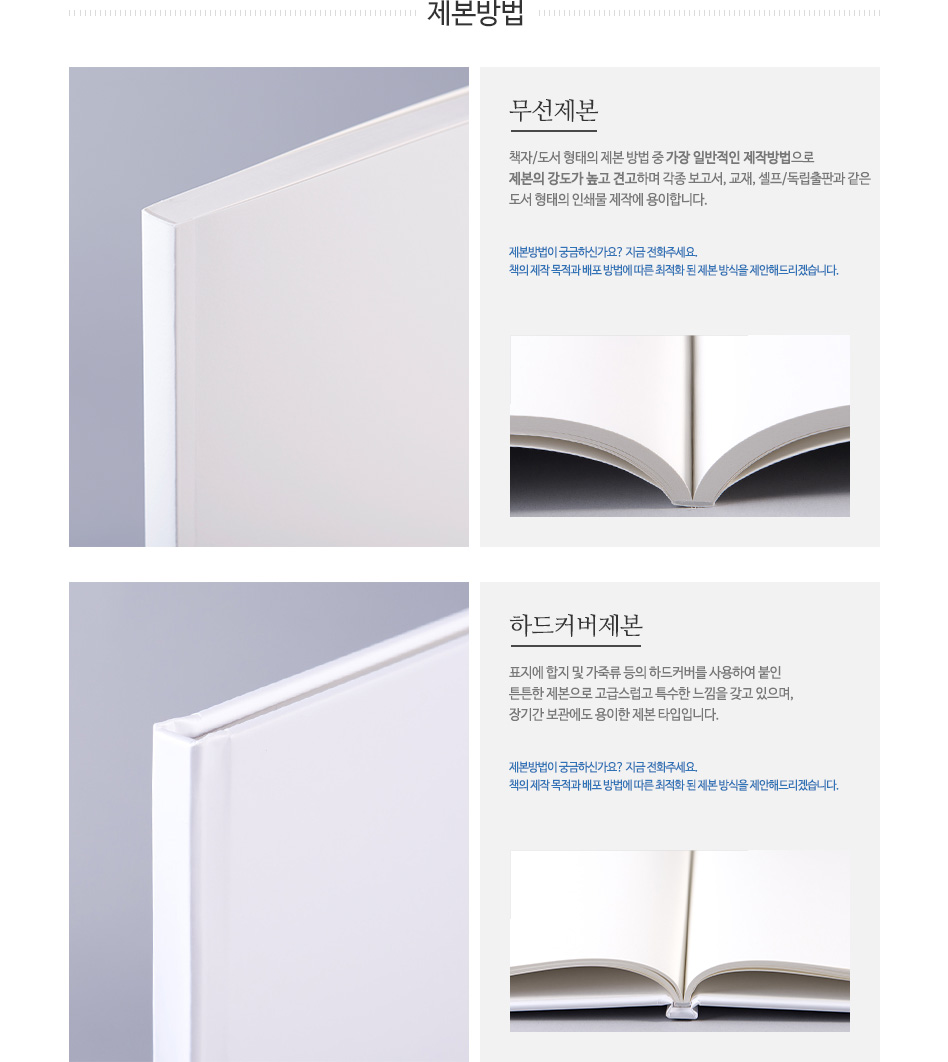 제본방법
무선제본
책자/도서 형태의 제본 방법 중 가장 일반적인 제작방법으로
제본의 강도가 높고 견고하며 각종 보고서, 교재, 셀프/독립출판과 같은
도서 형태의 인쇄물 제작에 용이합니다.
제본방법이 궁금하신가요? 지금 전화주세요.
책의 제작 목적과 배포 방법에 따른 최적화 된 제본 방식을 제안해드리겠습니다.
하드커버제본
표지에 합지 및 가죽류 등의 하드커버를 사용하여 붙인
튼튼한 제본으로 고급스럽고 특수한 느낌을 갖고 있으며,
장기간 보관에도 용이한 제본 타입입니다.
제본방법이 궁금하신가요? 지금 전화주세요.
책의 제작 목적과 배포 방법에 따른 최적화 된 제본 방식을 제안해드리겠습니다.